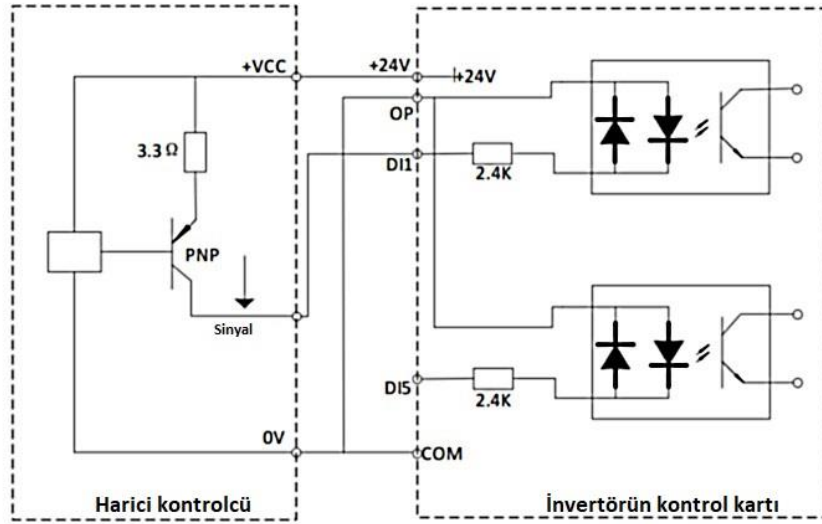 +VCC
+24V
+24V
OP
3.3 Ω
DI1
2.4K
PNP
Sinyal
DI5
2.4K
0V
COM
Harici kontrolcü
İnvertörün kontrol kartı